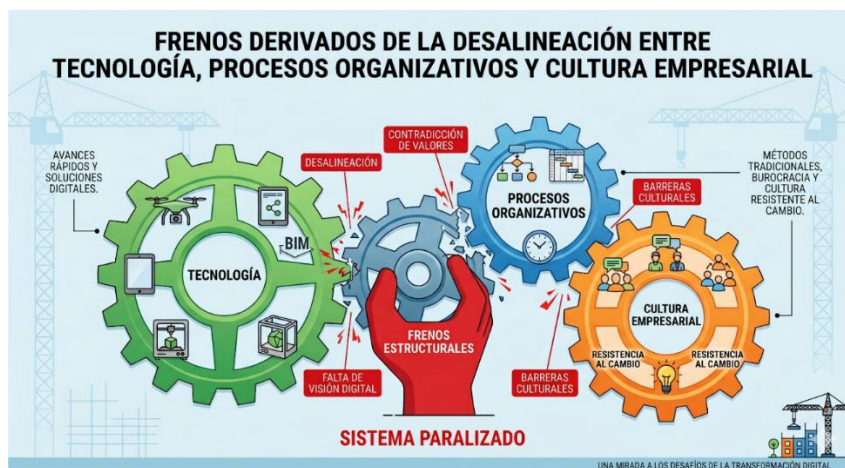 FRENOS DERIVADOS DE LA DESALINEACIÓN ENTRE
TECNOLOGÍA, PROCESOS ORGANIZATIVOS Y CULTURA EMPRESARIAL
AVANCES
RÁPIDOS Y
SOLUCIONES
DIGITALES.
DESALINEACIÓN
CONTRADICCIÓN
DE VALORES
PROCESOS
ORGANIZATIVOS
BARRERAS
CULTURALES
MÉTODOS
TRADICIONALES,
BUROCRACIA Y
CULTURA
RESISTENTE AL
CAMBIO.
BIM
TECNOLOGÍA
FRENOS
ESTRUCTURALES
CULTURA
EMPRESARIAL
RESISTENCIA
AL CAMBIO
RESISTENCIA
AL CAMBIO
FALTA DE
VISIÓN DIGITAL
BARRERAS
CULTURALES
SISTEMA PARALIZADO
UNA MIRADA A LOS DESAFÍOS DE LA TRANSFORMACIÓN DIGITAL